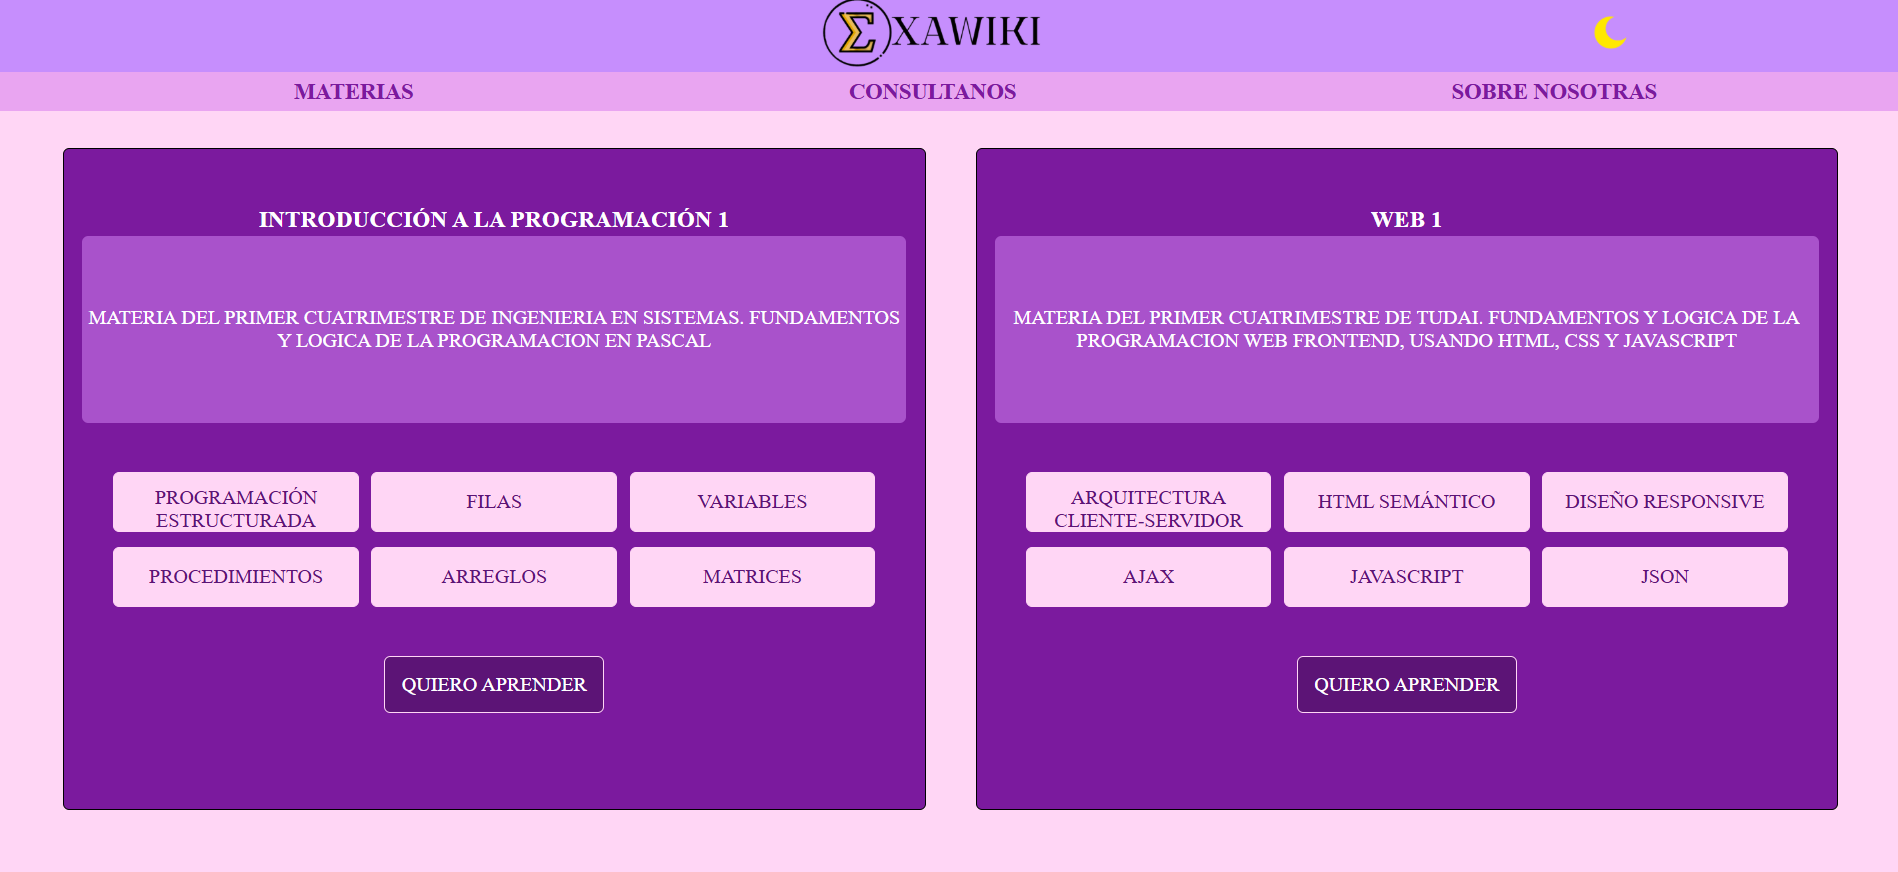 ΣXAWIKI
MATERIAS
CONSULTANOS
SOBRE NOSOTRAS
INTRODUCCIÓN A LA PROGRAMACIÓN 1
MATERIA DEL PRIMER CUATRIMESTRE DE INGENIERIA EN SISTEMAS. FUNDAMENTOS
Y LOGICA DE LA PROGRAMACION EN PASCAL
PROGRAMACIÓN
ESTRUCTURADA
FILAS
VARIABLES
PROCEDIMIENTOS
ARREGLOS
MATRICES
QUIERO APRENDER
WEB 1
MATERIA DEL PRIMER CUATRIMESTRE DE TUDAI. FUNDAMENTOS Y LOGICA DE LA
PROGRAMACION WEB FRONTEND, USANDO HTML, CSS Y JAVASCRIPT
ARQUITECTURA
CLIENTE-SERVIDOR
HTML SEMÁNTICO
DISEÑO RESPONSIVE
AJAX
JAVASCRIPT
JSON
QUIERO APRENDER